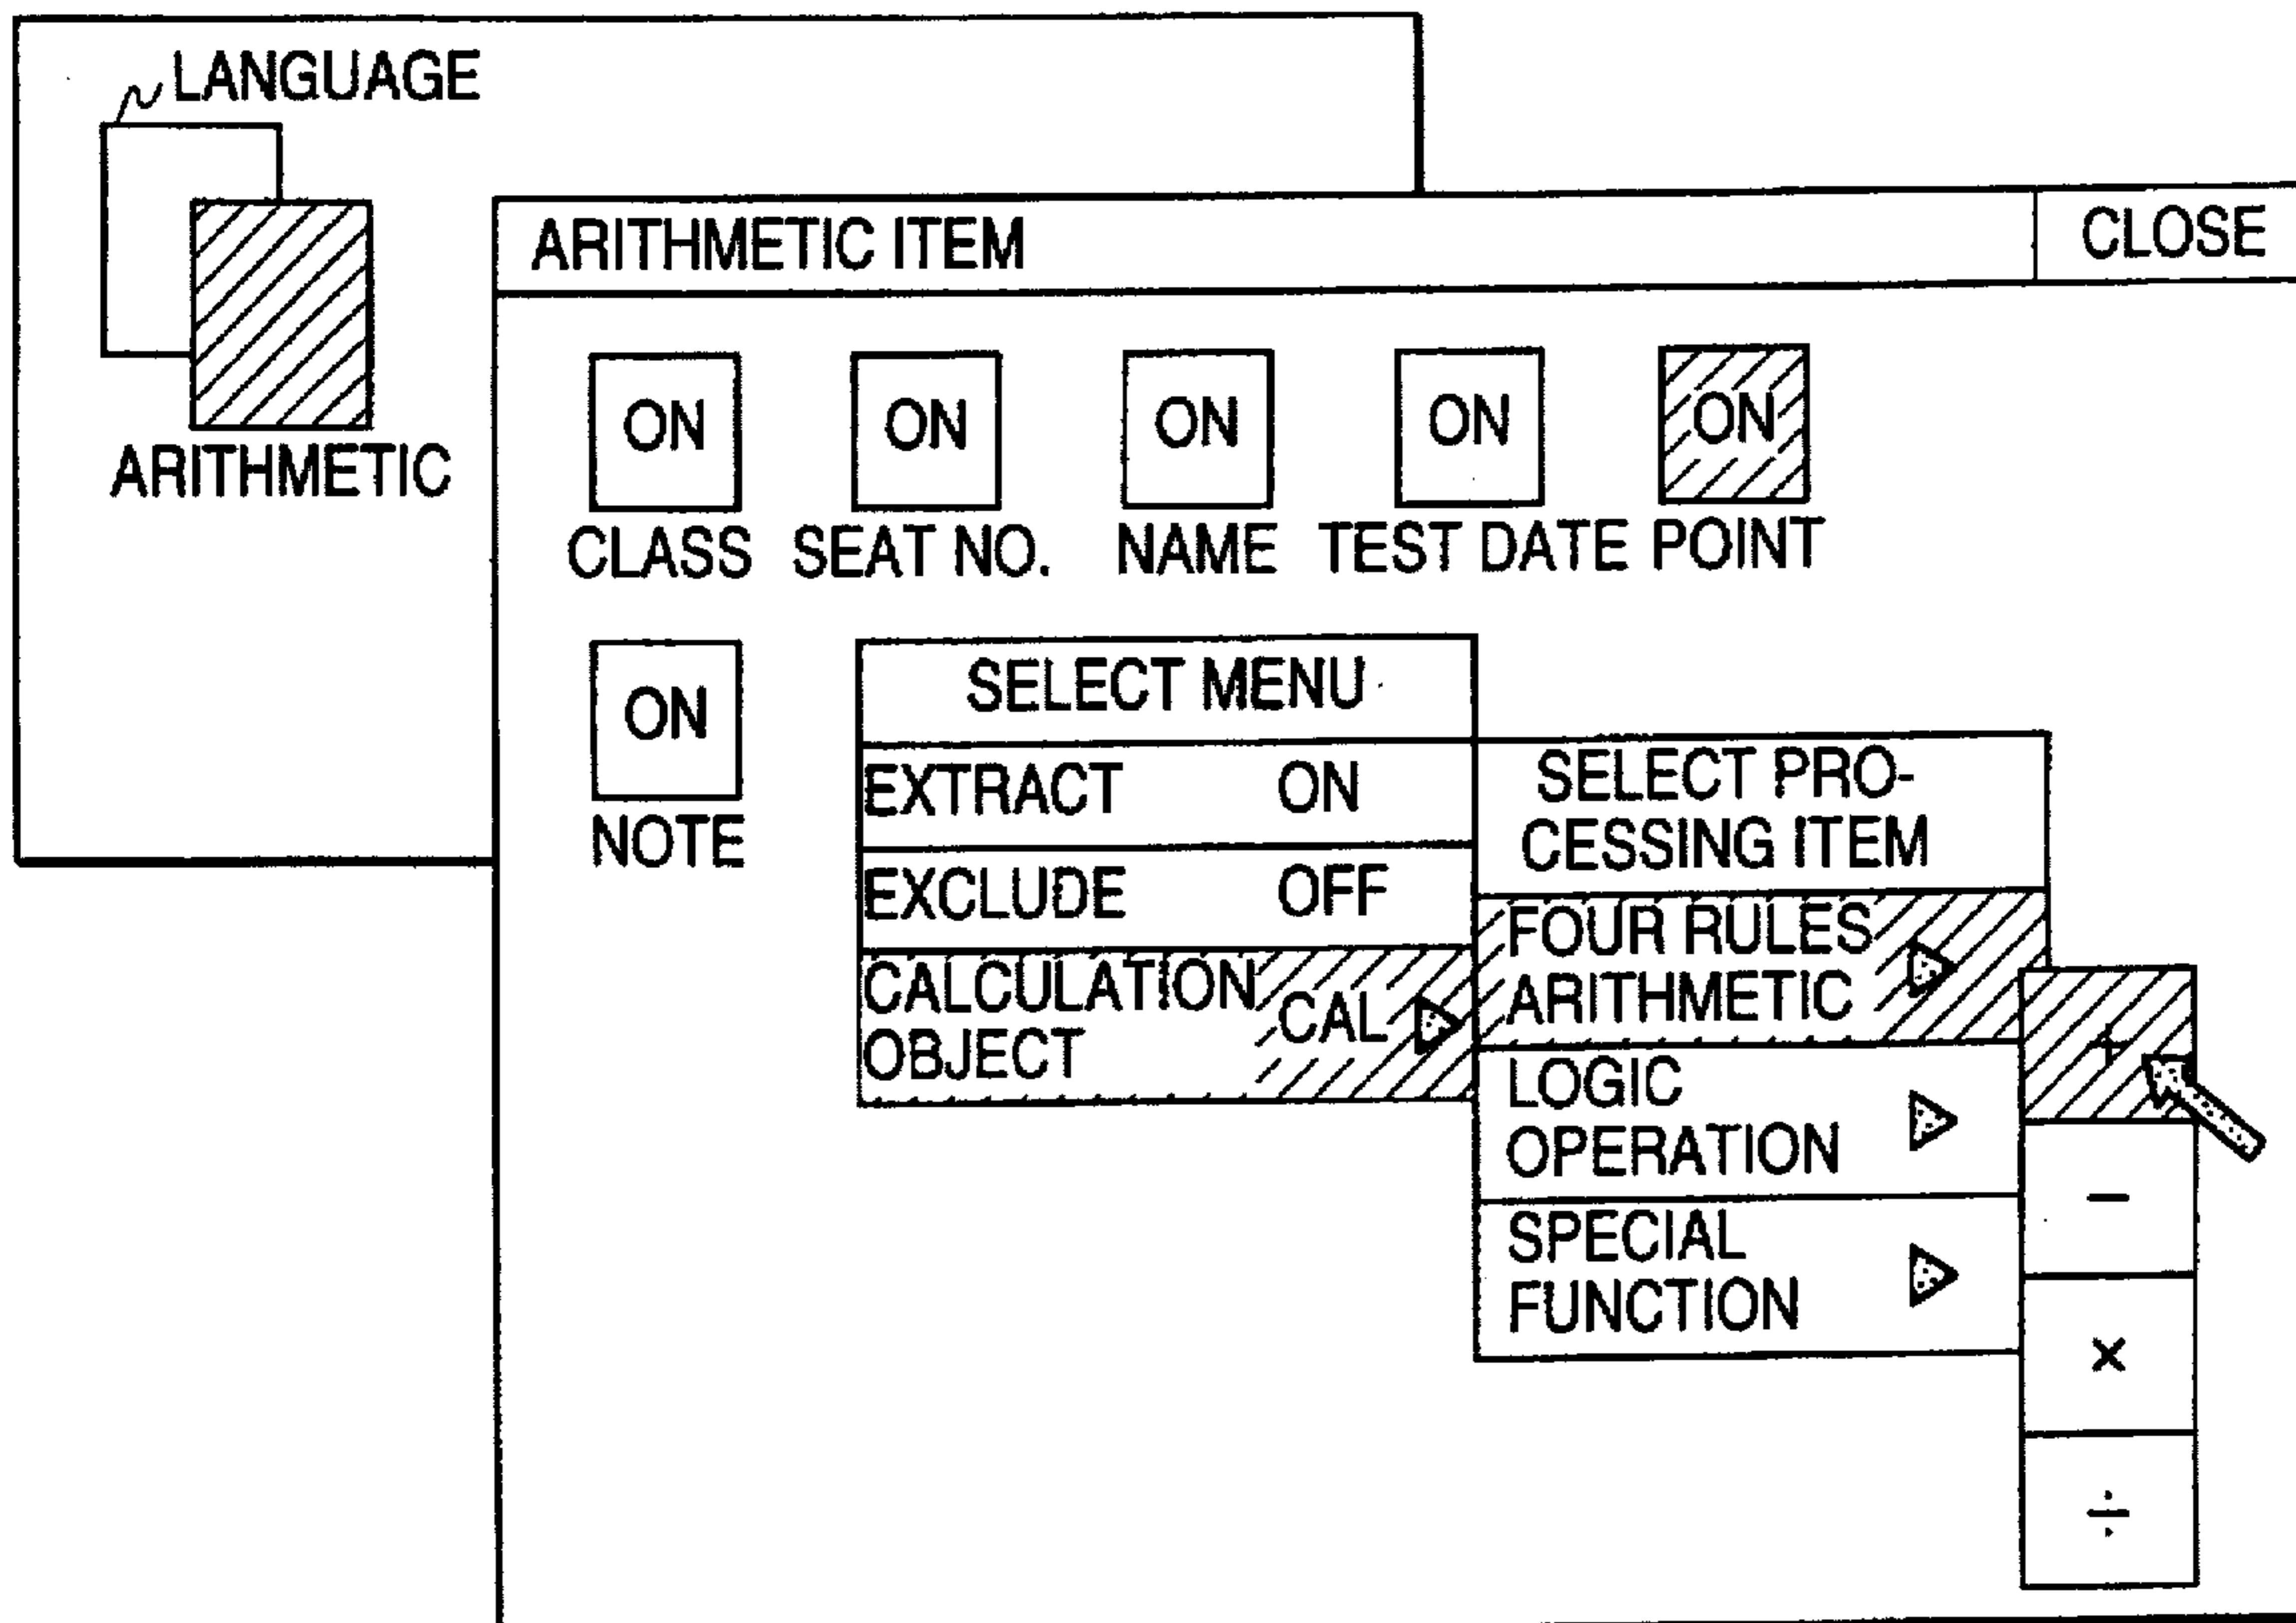 LANGUAGE
ARITHMETIC
ARITHMETIC ITEM
CLOSE
ON ON ON ON ON
CLASS SEAT NO. NAME TEST DATE POINT
ON
NOTE
SELECT MENU
EXTRACT ON
EXCLUDE OFF
CALCULATION
OBJECT
CAL
SELECT PRO-
CESSING ITEM
FOUR RULES
ARITHMETIC
LOGIC
OPERATION
SPECIAL
FUNCTION
+
−
×
÷